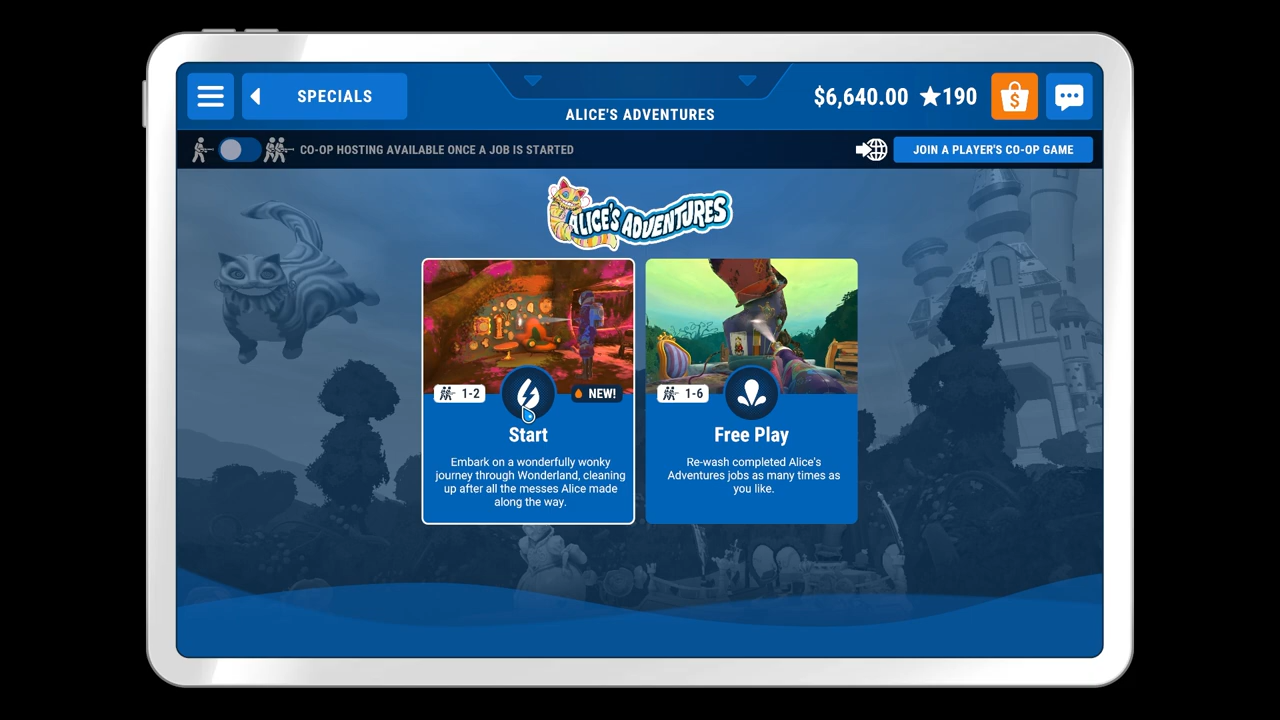 SPECIALS
ALICE'S ADVENTURES
$6,640.00 ★190
CO-OP HOSTING AVAILABLE ONCE A JOB IS STARTED
JOIN A PLAYER'S CO-OP GAME
ALICE'S ADVENTURES
1-2
NEW!
Start
Embark on a wonderfully wonky
journey through Wonderland, cleaning
up after all the messes Alice made
along the way.
1-6
Free Play
Re-wash completed Alice's
Adventures jobs as many times as
you like.